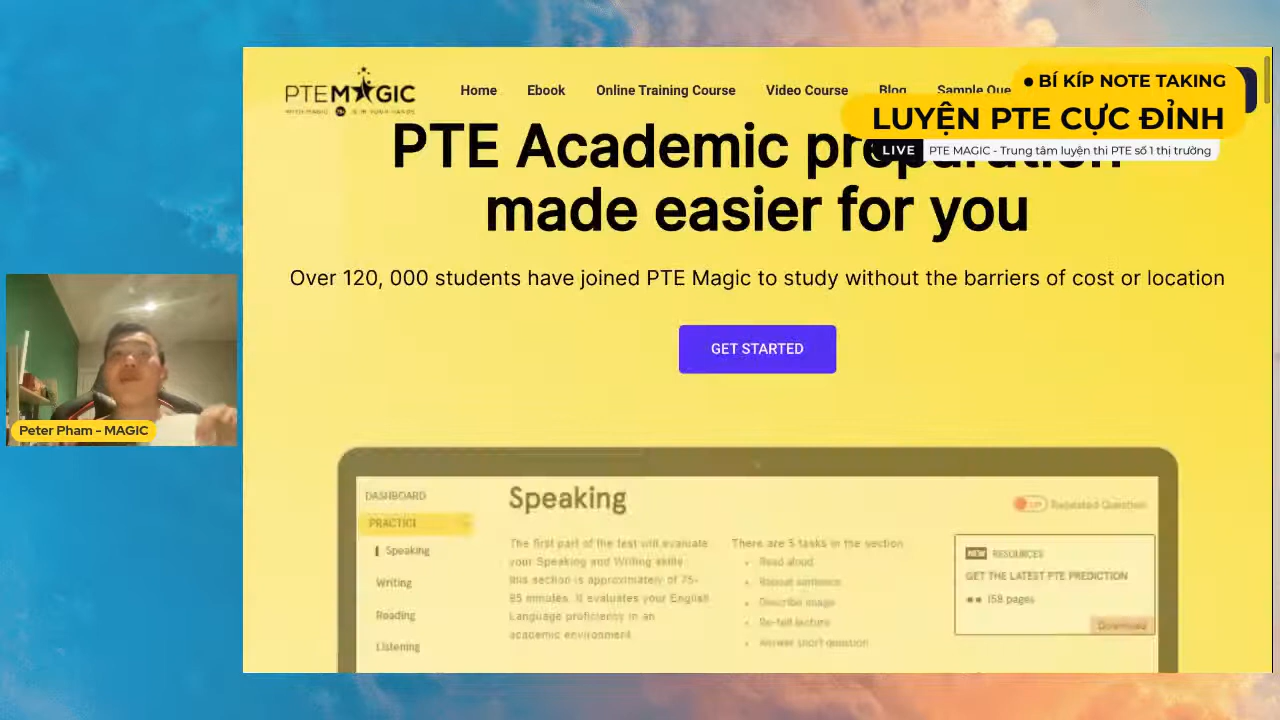 PTEMAGIC
Home
Ebook
Online Training Course
Video Course
Blog
Sample Que
BÍ KÍP NOTE TAKING
LUYỆN PTE CỰC ĐỈNH
LIVE
PTE MAGIC - Trung tâm luyện thi PTE số 1 thị trường
PTE Academic preparation
made easier for you
Over 120, 000 students have joined PTE Magic to study without the barriers of cost or location
GET STARTED
Peter Pham - MAGIC
DASHBOARD
PRACTICE
Speaking
Writing
Reading
Listening
Speaking
The first part of the test will evaluate
your Speaking and Writing skills
this section is approximately of 75-
85 minutes. It evaluates your English
Language proficiency in an
academic environment.
There are 5 tasks in the section
Read aloud
Repeat sentence
Describe image
Re-tell lecture
Answer short question
Repeated Question
NEW RESOURCES
GET THE LATEST PTE PREDICTION
158 pages
Download